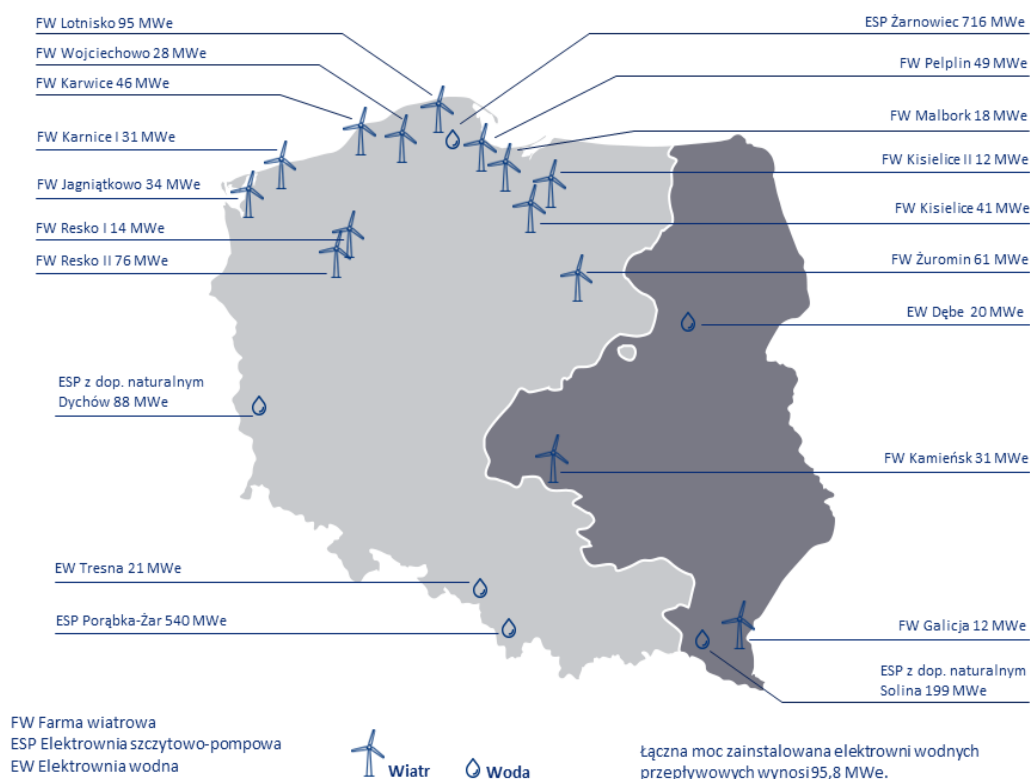 FW Lotnisko 95 MWe
FW Wojciechowo 28 MWe
FW Karwice 46 MWe
FW Karnice I 31 MWe
FW Jagniątkowo 34 MWe
FW Resko I 14 MWe
FW Resko II 76 MWe
ESP z dop. naturalnym
Dychów 88 MWe
EW Tresna 21 MWe
ESP Porąbka-Żar 540 MWe
ESP Żarnowiec 716 MWe
FW Pelplin 49 MWe
FW Malbork 18 MWe
FW Kisielice II 12 MWe
FW Kisielice 41 MWe
FW Żuromin 61 MWe
EW Dębe 20 MWe
FW Kamieńsk 31 MWe
FW Galicja 12 MWe
ESP z dop. naturalnym
Solina 199 MWe
FW Farma wiatrowa
ESP Elektrownia szczytowo-pompowa
EW Elektrownia wodna
Wiatr
Woda
Łączna moc zainstalowana elektrowni wodnych
przepływowych wynosi 95,8 MWe.